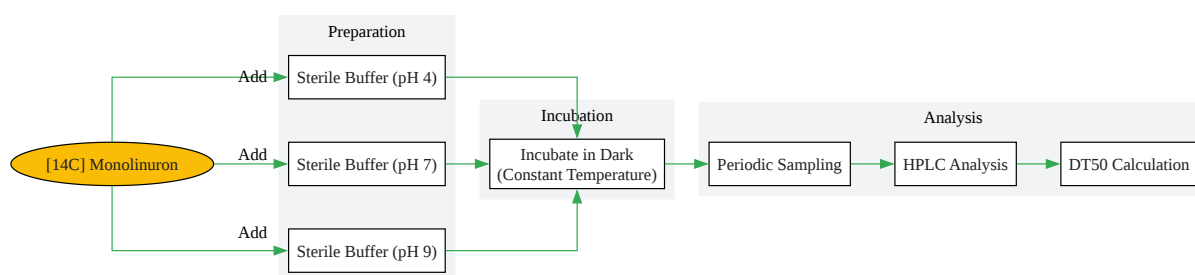 Preparation
Add
Sterile Buffer (pH 4)
Incubation
Analysis
[14C] Monolinuron
Add
Sterile Buffer (pH 7)
Incubate in Dark
(Constant Temperature)
Periodic Sampling
HPLC Analysis
DT50 Calculation
Add
Sterile Buffer (pH 9)